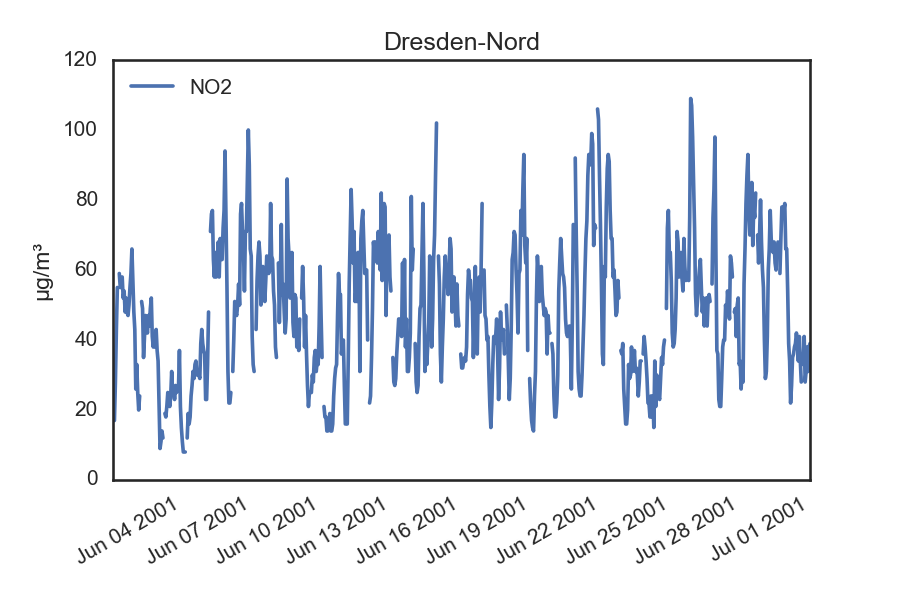 Dresden-Nord
NO2
µg/m³
120
100
80
60
40
20
0
Jun 04 2001
Jun 07 2001
Jun 10 2001
Jun 13 2001
Jun 16 2001
Jun 19 2001
Jun 22 2001
Jun 25 2001
Jun 28 2001
Jul 01 2001